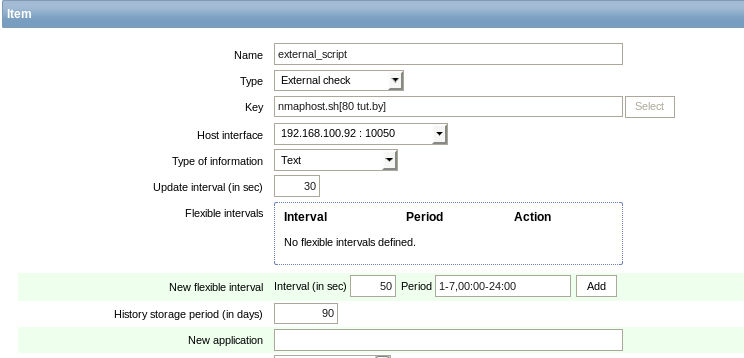 Item
Name external_script
Type External check
Key nmaphost.sh[80 tut.by] Select
Host interface 192.168.100.92 : 10050
Type of information Text
Update interval (in sec) 30
Flexible intervals Interval Period Action
No flexible intervals defined.
New flexible interval Interval (in sec) 50 Period 1-7,00:00-24:00 Add
History storage period (in days) 90
New application